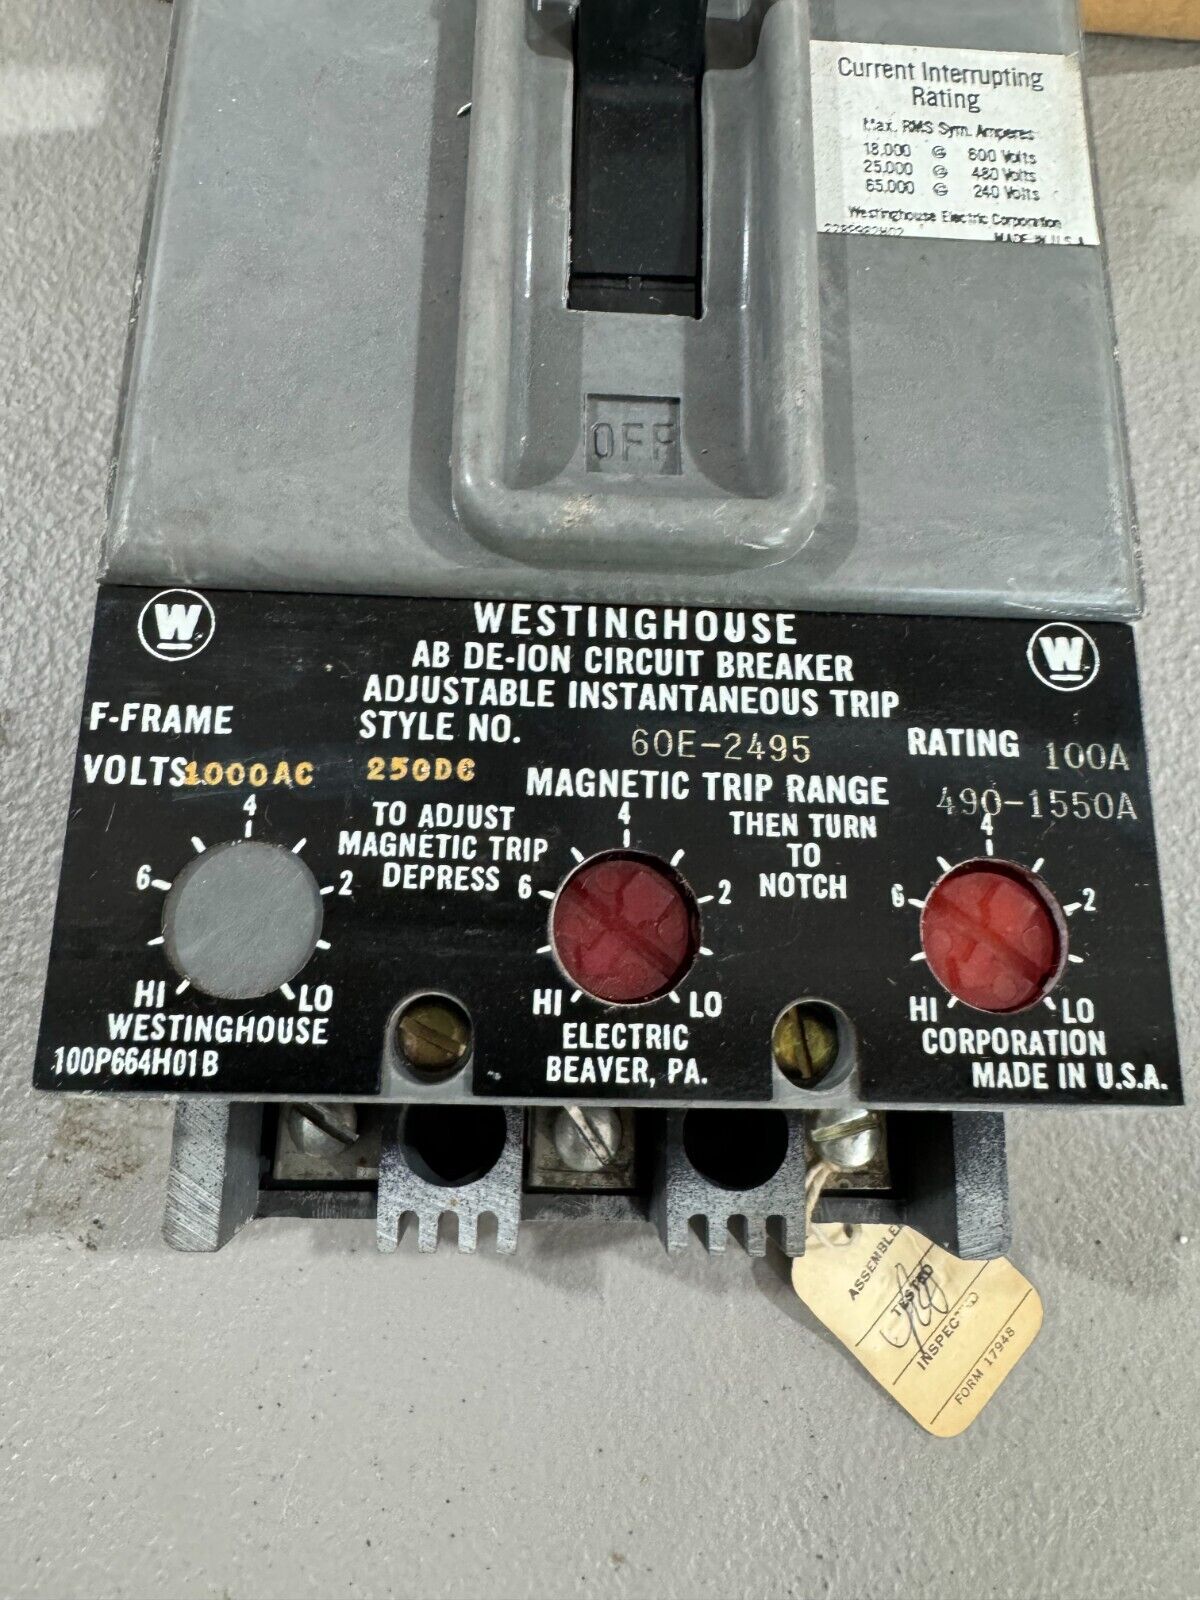 Current Interrupting
Rating
Max. RMS Sym. Amperes
18,000 @ 600 Volts
25,000 @ 480 Volts
65,000 @ 240 Volts
Westinghouse Electric Corporation
MADE IN U.S.A.
OFF
W
WESTINGHOUSE
W
AB DE-ION CIRCUIT BREAKER
ADJUSTABLE INSTANTANEOUS TRIP
F-FRAME
STYLE NO. 60E-2495
RATING 100A
VOLTS 1000AC 250DC
MAGNETIC TRIP RANGE 490-1550A
TO ADJUST
MAGNETIC TRIP
DEPRESS
THEN TURN
TO
NOTCH
4
6 2
HI LO
4
6 2
HI LO
4
6 2
HI LO
WESTINGHOUSE ELECTRIC CORPORATION
100P664H01B BEAVER, PA. MADE IN U.S.A.
TESTED
INSPECTED
FORM 17948